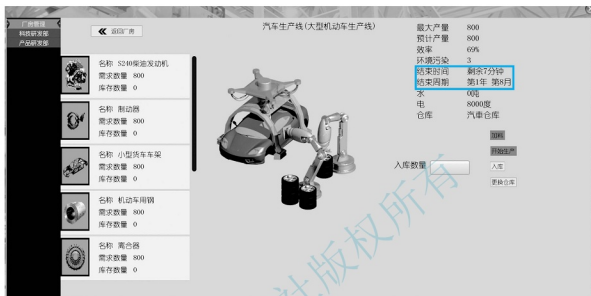 厂房管理
科技研发部
产品研发部
返回厂房
名称 S240柴油发动机
需求数量 800
库存数量 0
名称 制动器
需求数量 800
库存数量 0
名称 小型货车车架
需求数量 800
库存数量 0
名称 机动车用钢
需求数量 800
库存数量 0
名称 离合器
需求数量 800
库存数量 0
汽车生产线(大型机动车生产线)
最大产量 800
预计产量 800
效率 69%
环境污染 3
结束时间 剩余7分钟
结束周期 第1年 第8月
水 0吨
电 8000度
仓库 汽車仓库
加料
开始生产
入库数量
入库
更换仓库
社版权所有